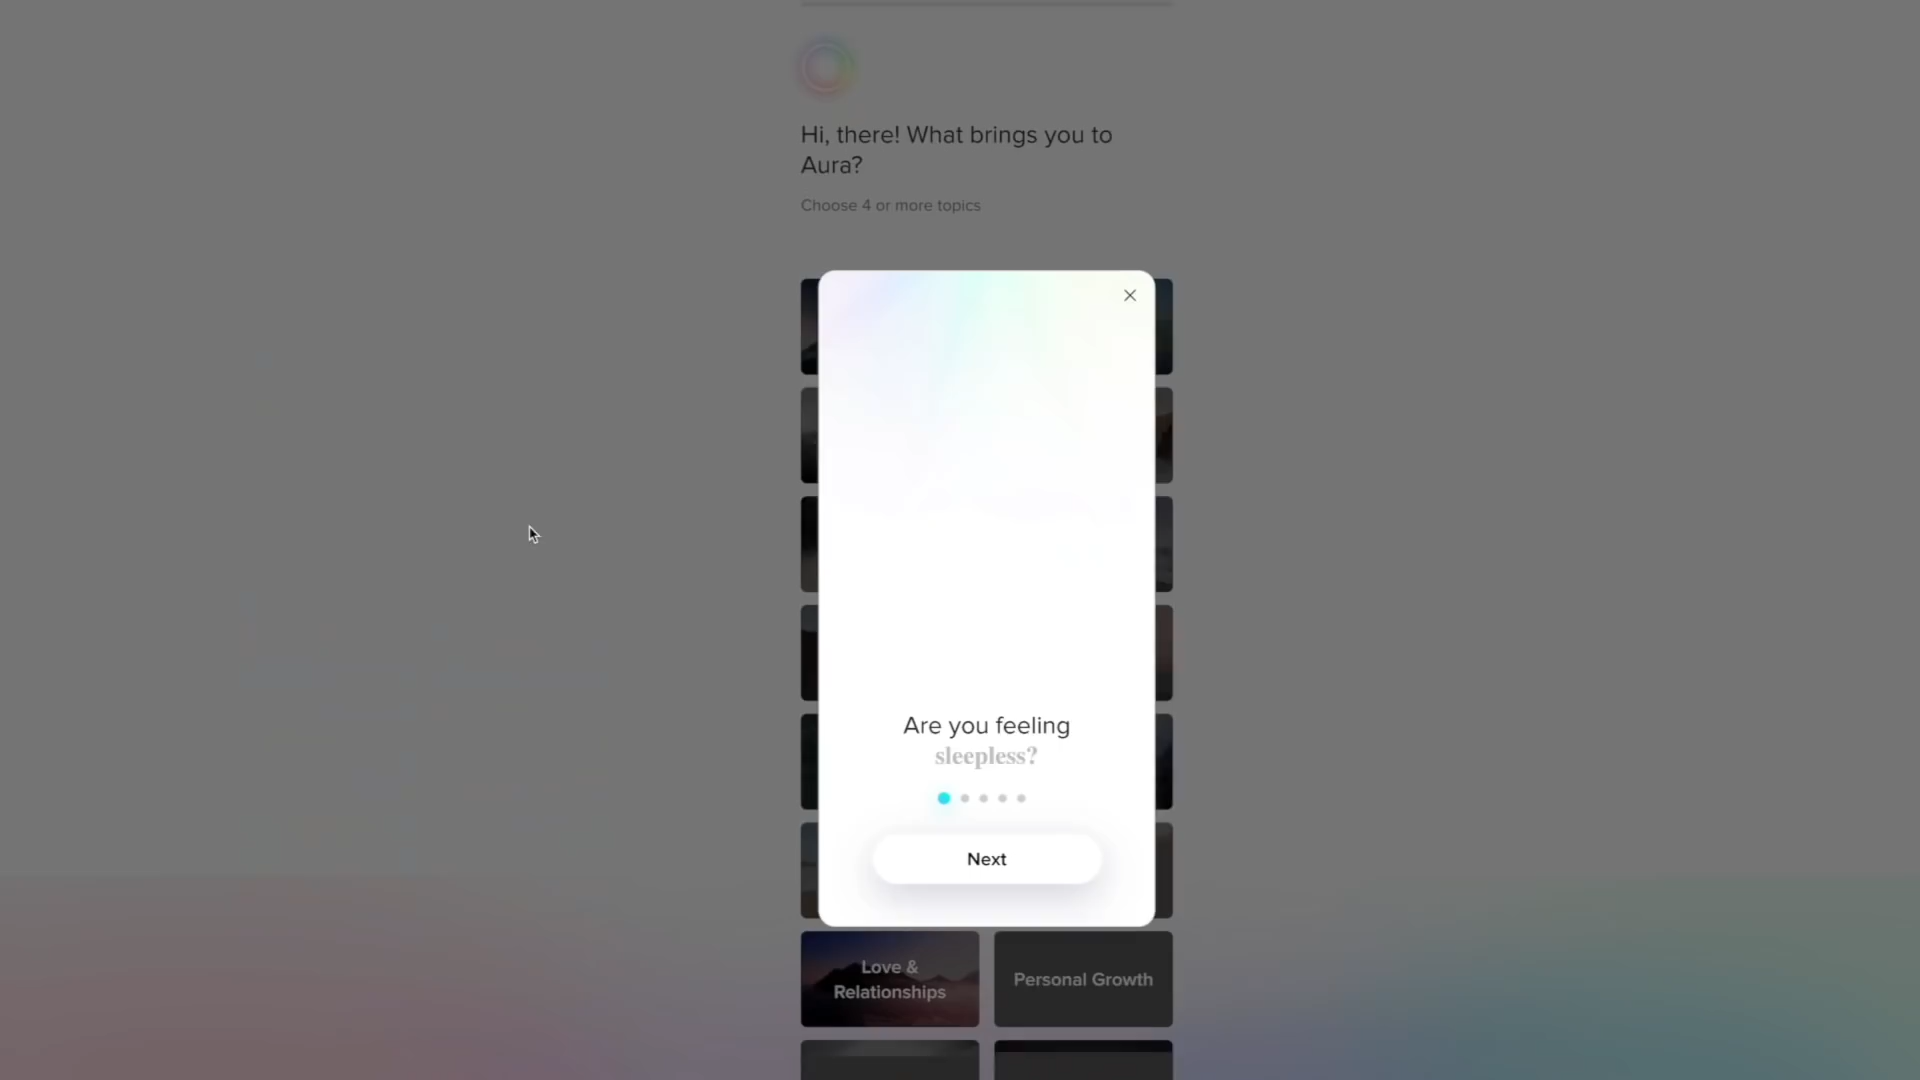 Hi, there! What brings you to
Aura?
Choose 4 or more topics
Are you feeling
sleepless?
Next
Love &
Relationships
Personal Growth